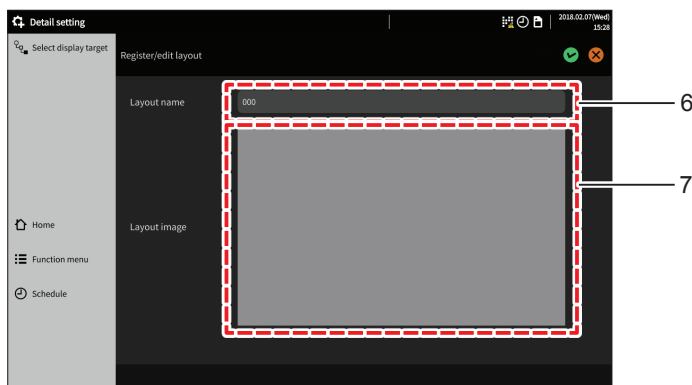 Detail setting
2018.02.07(Wed)
15:28
Select display target
Register/edit layout
Layout name
000
6
7
Layout image
Home
Function menu
Schedule